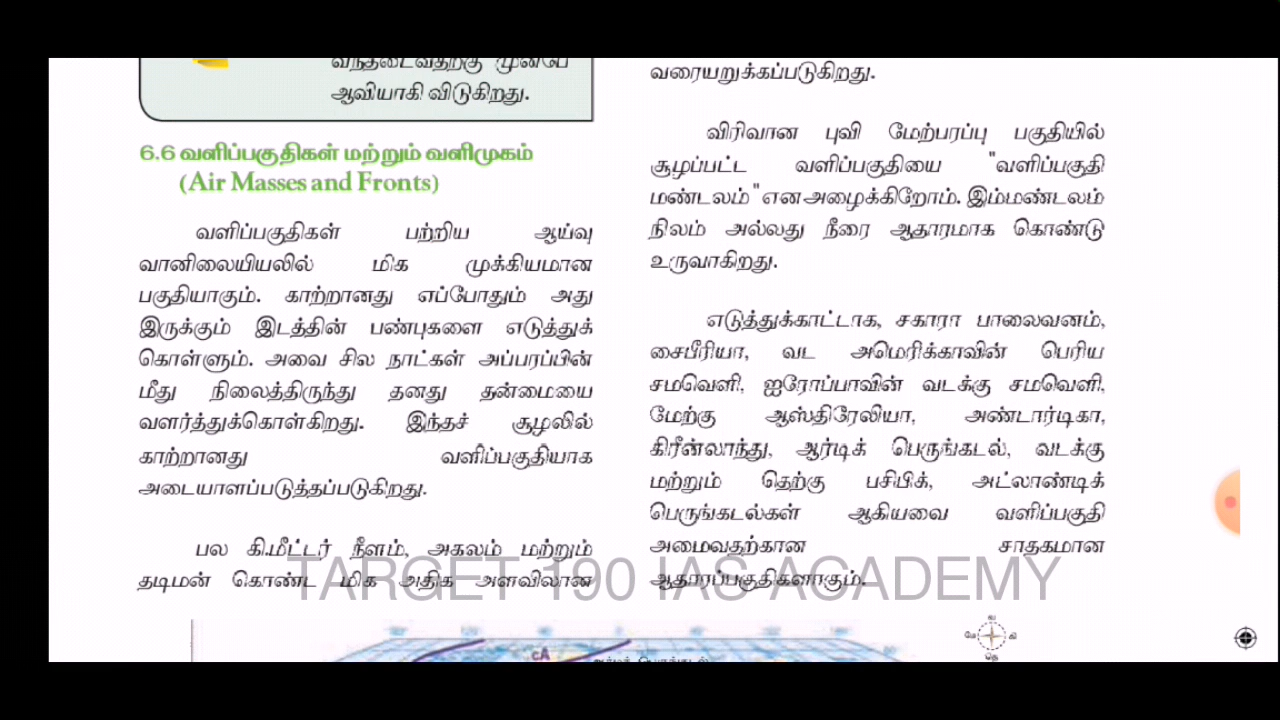 வந்தடைவதற்கு முன்பே
ஆவியாகி விடுகிறது.
6.6 வளிப்பகுதிகள் மற்றும் வளிமுகம்
(Air Masses and Fronts)
வளிப்பகுதிகள் பற்றிய ஆய்வு
வானிலையியலில் மிக முக்கியமான
பகுதியாகும். காற்றானது எப்போதும் அது
இருக்கும் இடத்தின் பண்புகளை எடுத்துக்
கொள்ளும். அவை சில நாட்கள் அப்பரப்பின்
மீது நிலைத்திருந்து தனது தன்மையை
வளர்த்துக்கொள்கிறது. இந்தச் சூழலில்
காற்றானது வளிப்பகுதியாக
அடையாளப்படுத்தப்படுகிறது.
பல கி.மீட்டர் நீளம், அகலம் மற்றும்
தடிமன் கொண்ட மிக அதிக அளவிலான
வரையறுக்கப்படுகிறது.
விரிவான புவி மேற்பரப்பு பகுதியில்
சூழப்பட்ட வளிப்பகுதியை "வளிப்பகுதி
மண்டலம்" என அழைக்கிறோம். இம்மண்டலம்
நிலம் அல்லது நீரை ஆதாரமாக கொண்டு
உருவாகிறது.
எடுத்துக்காட்டாக, சகாரா பாலைவனம்,
சைபீரியா, வட அமெரிக்காவின் பெரிய
சமவெளி, ஐரோப்பாவின் வடக்கு சமவெளி,
மேற்கு ஆஸ்திரேலியா, அண்டார்டிகா,
கிரீன்லாந்து, ஆர்டிக் பெருங்கடல், வடக்கு
மற்றும் தெற்கு பசிபிக், அட்லாண்டிக்
பெருங்கடல்கள் ஆகியவை வளிப்பகுதி
அமைவதற்கான சாதகமான
ஆதாரப்பகுதிகளாகும்.
TARGET 190 IAS ACADEMY
cA